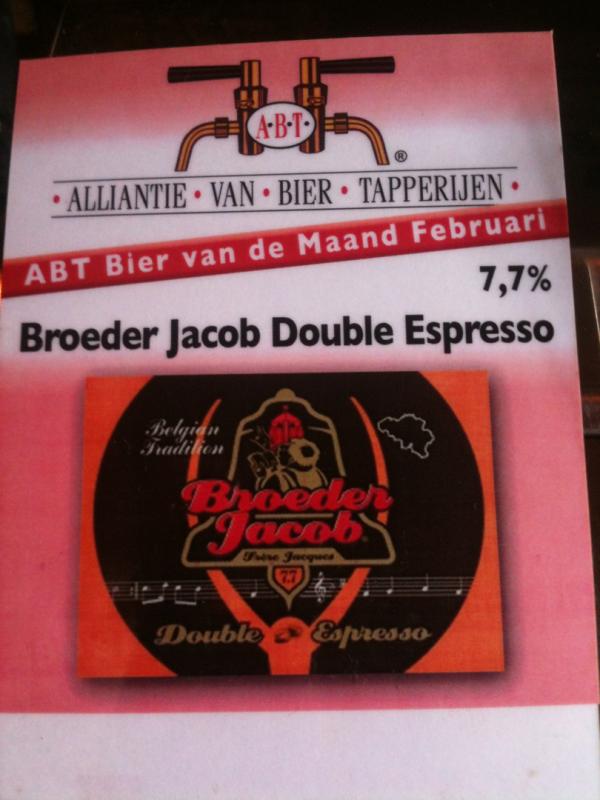 A·B·T·
®
· ALLIANTIE · VAN · BIER · TAPPERIJEN ·
ABT Bier van de Maand Februari
7,7%
Broeder Jacob Double Espresso
Belgian
Tradition
Broeder
Jacob
Frère Jacques
7.7
Double Espresso